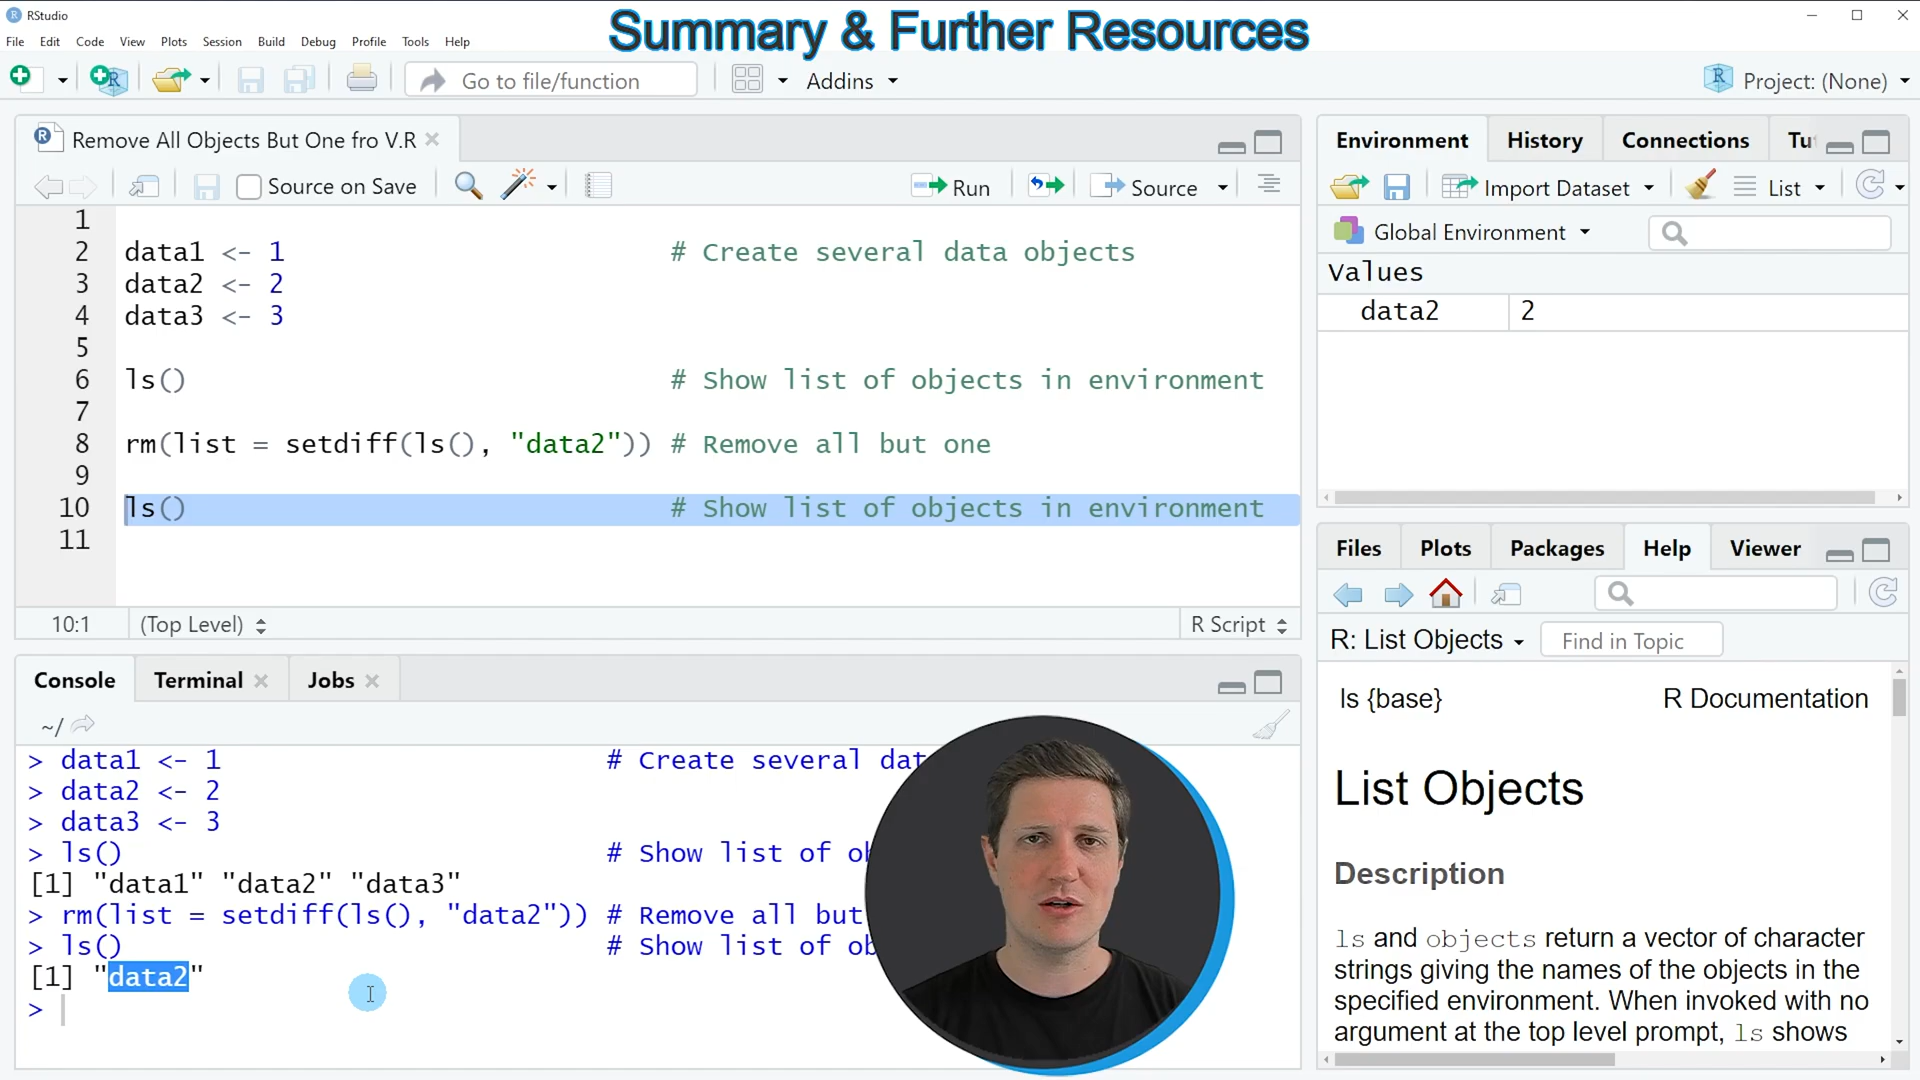 RStudio
Summary & Further Resources
File Edit Code View Plots Session Build Debug Profile Tools Help
Go to file/function
Addins
Project: (None)
Remove All Objects But One fro V.R
Source on Save
Run
Source
1
2 data1 <- 1 # Create several data objects
3 data2 <- 2
4 data3 <- 3
5
6 ls() # Show list of objects in environment
7
8 rm(list = setdiff(ls(), "data2")) # Remove all but one
9
10 ls() # Show list of objects in environment
11
10:1 (Top Level) R Script
Console Terminal Jobs
~/
> data1 <- 1 # Create several dat
> data2 <- 2
> data3 <- 3
> ls() # Show list of ob
[1] "data1" "data2" "data3"
> rm(list = setdiff(ls(), "data2")) # Remove all but
> ls() # Show list of ob
[1] "data2"
>
Environment History Connections Tu
Import Dataset List
Global Environment
Values
data2 2
Files Plots Packages Help Viewer
R: List Objects Find in Topic
ls {base} R Documentation
List Objects
Description
ls and objects return a vector of character
strings giving the names of the objects in the
specified environment. When invoked with no
argument at the top level prompt, ls shows